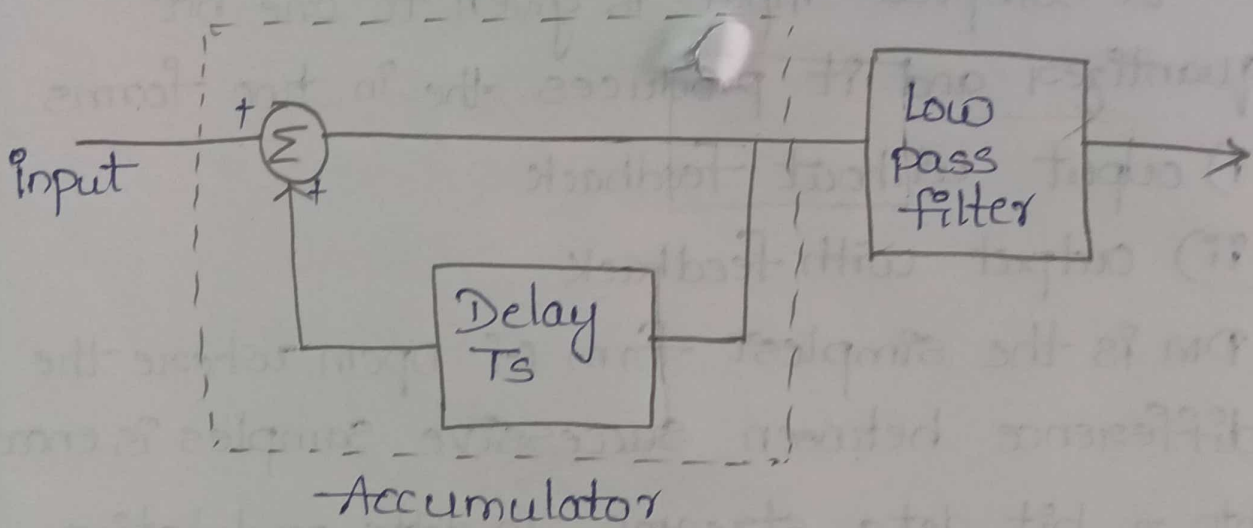 +
Σ
Input
+
Low
pass
filter
Delay
Ts
Accumulator